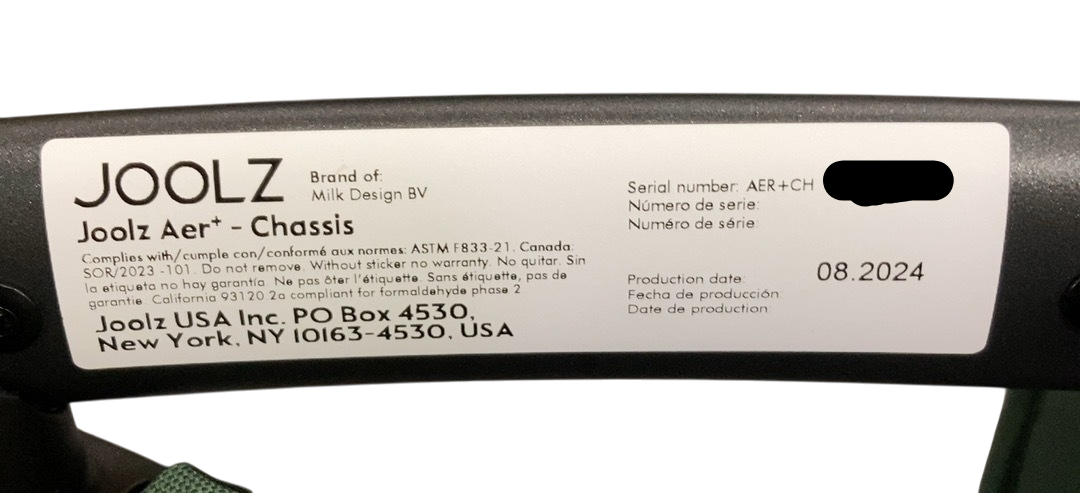 JOOLZ
Brand of:
Milk Design BV
Joolz Aer+ - Chassis
Complies with/cumple con/conformé aux normes: ASTM F833-21. Canada:
SOR/2023 -101. Do not remove. Without sticker no warranty. No quitar. Sin
la etiqueta no hay garantía. Ne pas ôter l'étiquette. Sans étiquette, pas de
garantie. California 93120.2a compliant for formaldehyde phase 2
Joolz USA Inc. PO Box 4530,
New York, NY 10163-4530, USA
Serial number: AER+CH
Número de serie:
Numéro de série:
Production date: 08.2024
Fecha de producción:
Date de production: